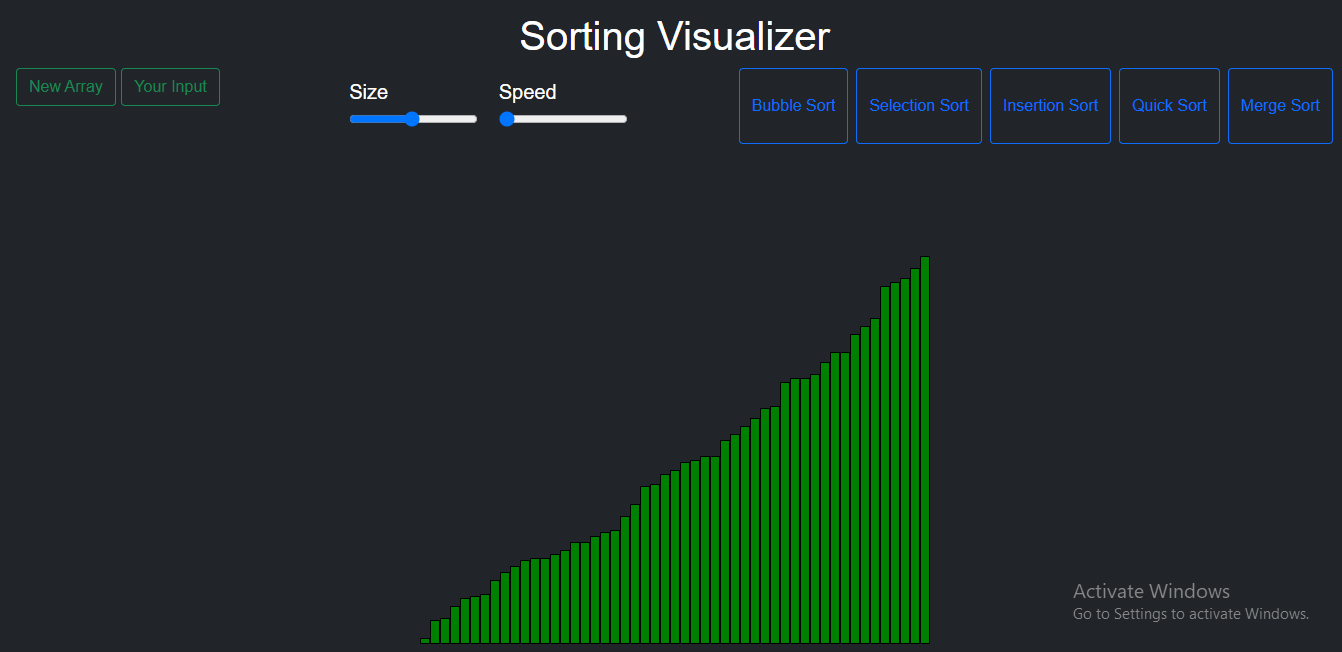 Sorting Visualizer
New Array
Your Input
Size
Speed
Bubble Sort
Selection Sort
Insertion Sort
Quick Sort
Merge Sort
Activate Windows
Go to Settings to activate Windows.